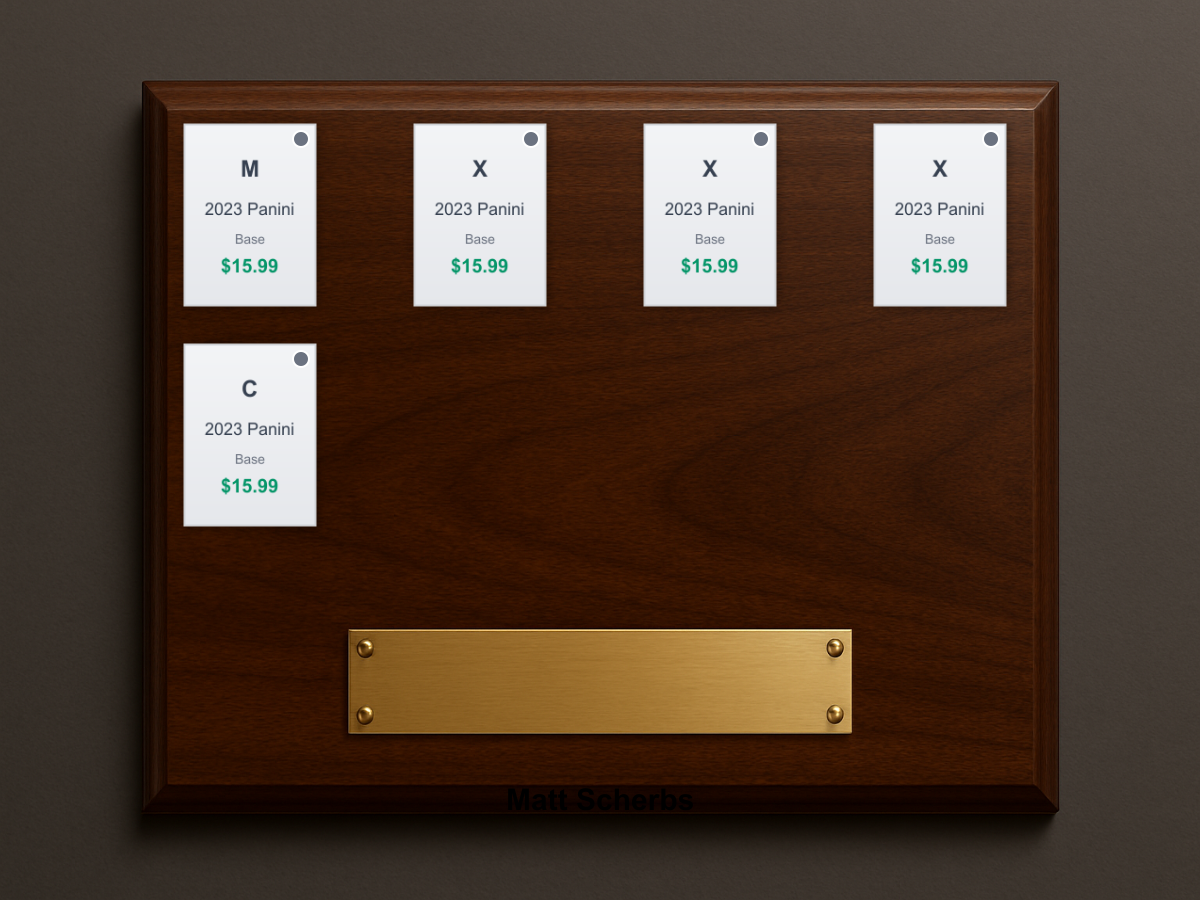 M
2023 Panini
Base
$15.99
X
2023 Panini
Base
$15.99
X
2023 Panini
Base
$15.99
X
2023 Panini
Base
$15.99
C
2023 Panini
Base
$15.99
Matt Scherbs